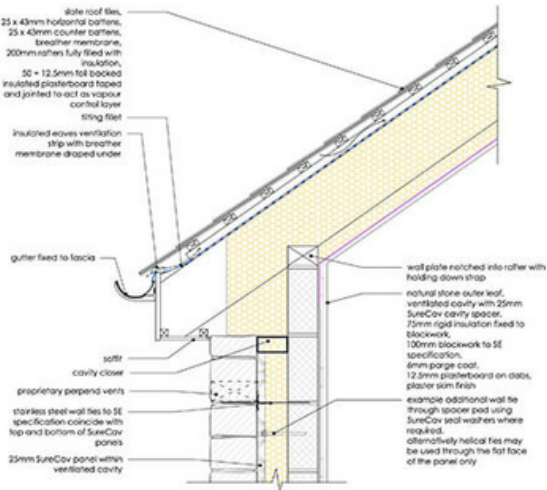 slate roof tiles,
25 x 43mm horizontal battens,
25 x 43mm counter battens,
breather membrane,
200mm rafters fully filled with
insulation,
50 + 12.5mm foil backed
insulated plasterboard taped
and jointed to act as vapour
control layer
tilting fillet
insulated eaves ventilation
strip with breather
membrane draped under
gutter fixed to fascia
soffit
cavity closer
proprietary perpend vents
stainless steel wall ties to SE
specification coincide with
top and bottom of SureCav
panels
25mm SureCav panel within
ventilated cavity
wall plate notched into rafter with
holding down strap
natural stone outer leaf,
ventilated cavity with 25mm
SureCav cavity spacer,
75mm rigid insulation fixed to
blockwork,
100mm blockwork to SE
specification,
6mm parge coat,
12.5mm plasterboard on dabs,
plaster skim finish
example additional wall tie
through spacer pad using
SureCav seal washers where
required,
alternatively helical ties may
be used through the flat face
of the panel only